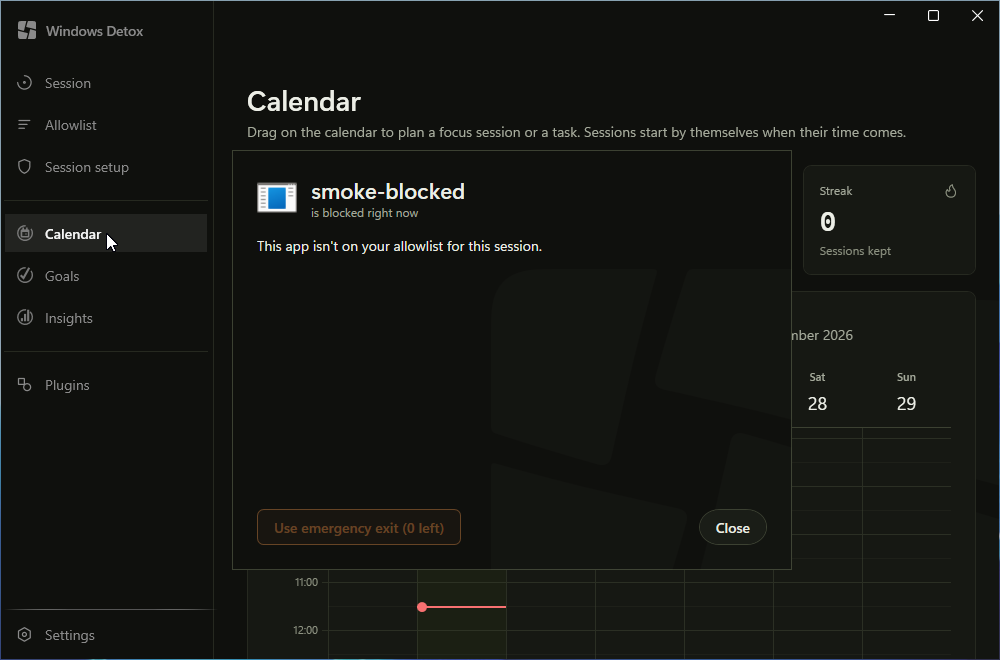 Windows Detox
Session
Allowlist
Session setup
Calendar
Goals
Insights
Plugins
Settings
Calendar
Drag on the calendar to plan a focus session or a task. Sessions start by themselves when their time comes.
smoke-blocked
is blocked right now
This app isn't on your allowlist for this session.
Use emergency exit (0 left)
Close
Streak
0
Sessions kept
2026
Sat
Sun
28
29
11:00
12:00